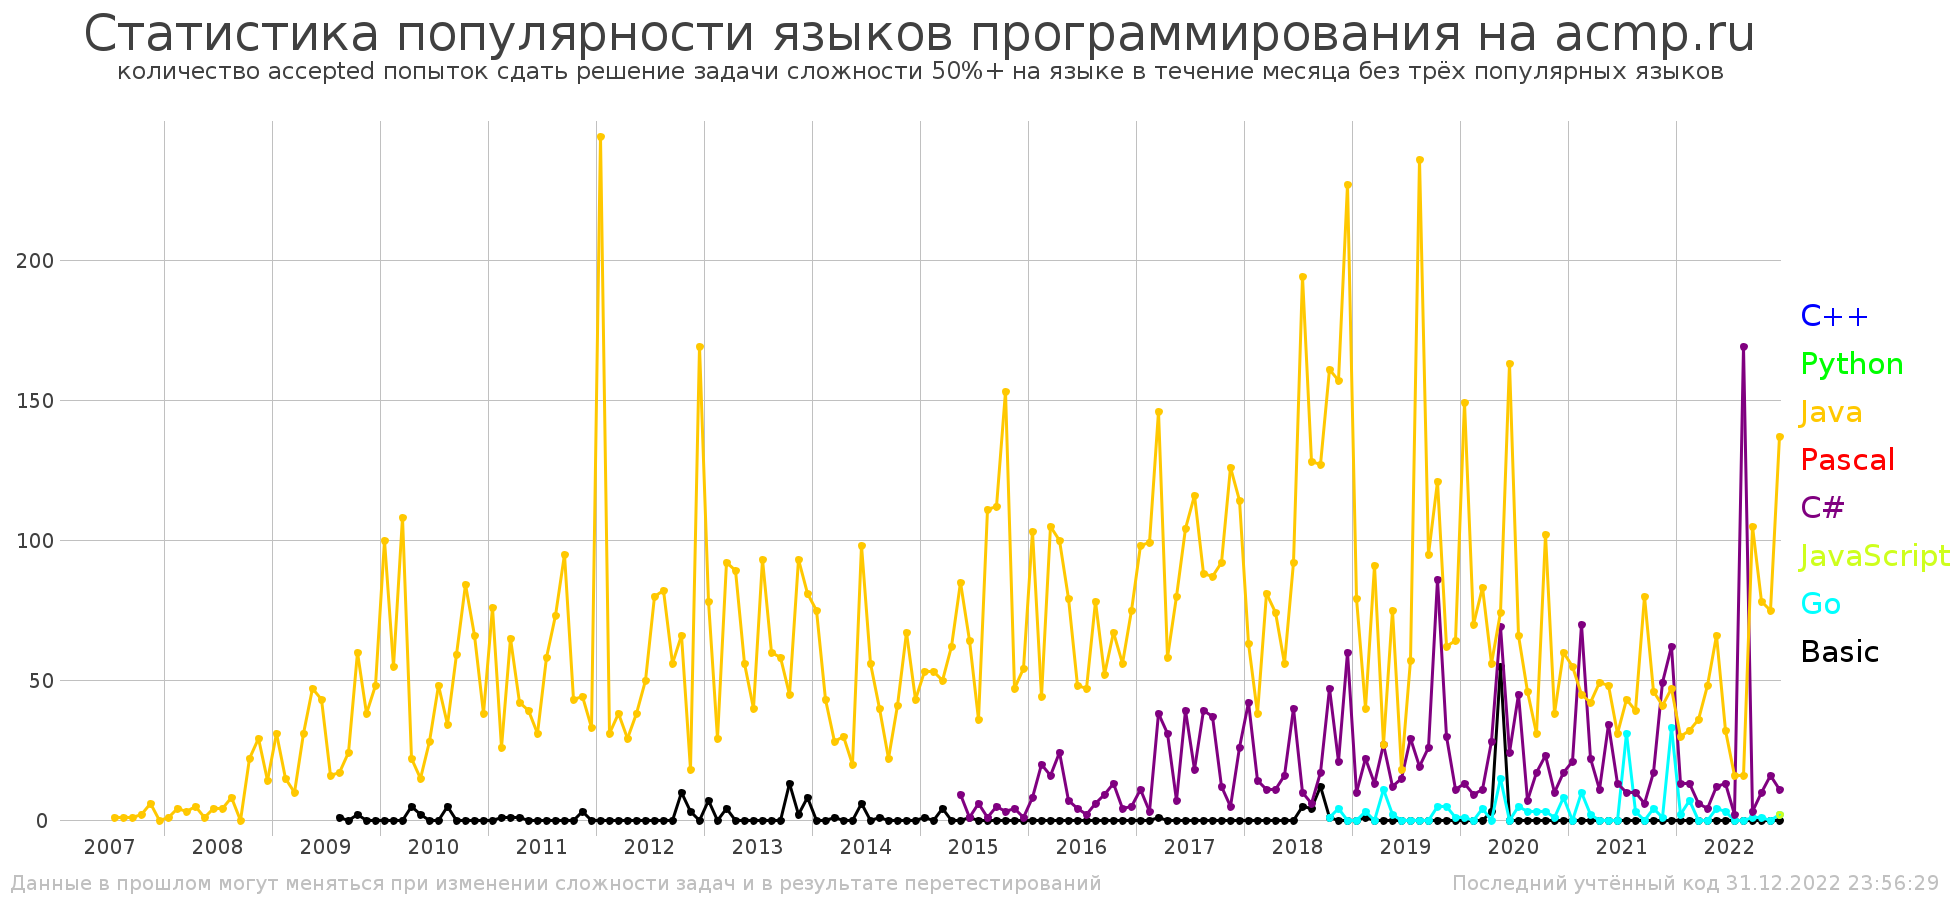 Статистика популярности языков программирования на acmp.ru
количество accepted попыток сдать решение задачи сложности 50%+ на языке в течение месяца без трёх популярных языков
200
150
100
50
0
C++
Python
Java
Pascal
C#
JavaScript
Go
Basic
2007 2008 2009 2010 2011 2012 2013 2014 2015 2016 2017 2018 2019 2020 2021 2022
Данные в прошлом могут меняться при изменении сложности задач и в результате перетестирований
Последний учтённый код 31.12.2022 23:56:29